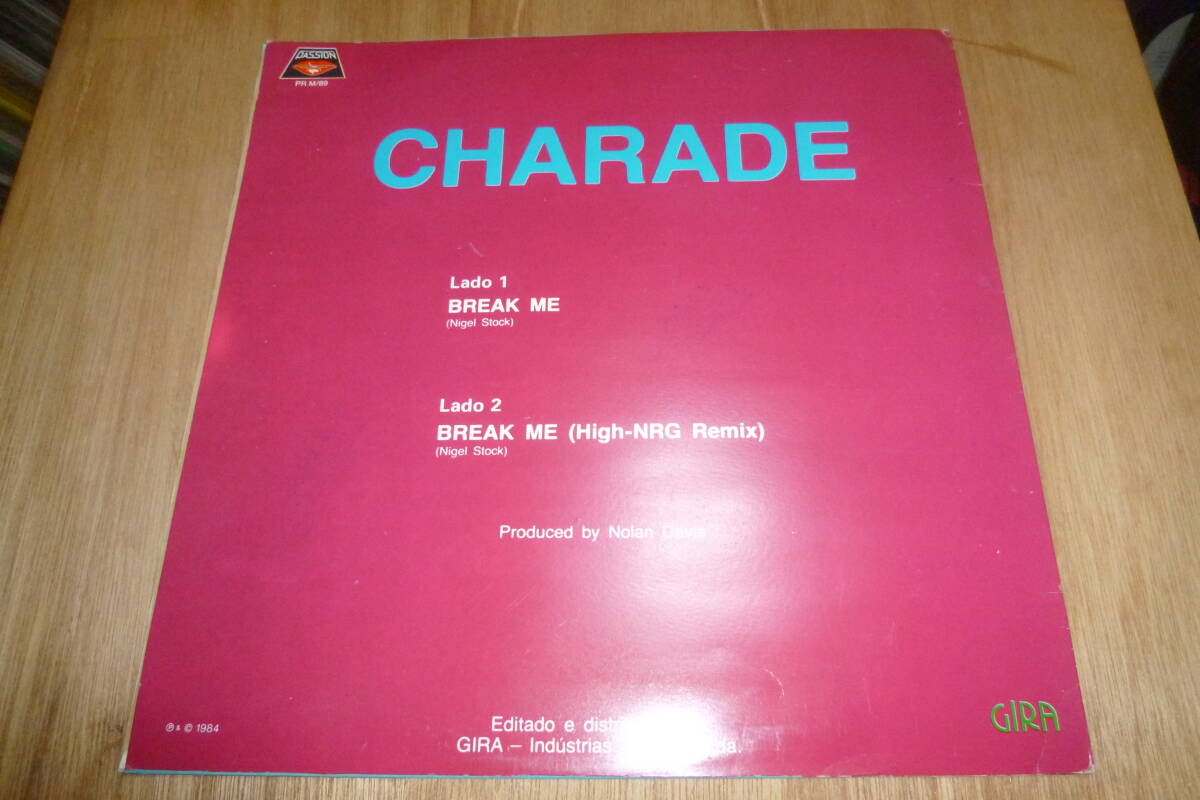 PASSION
PR M/89
CHARADE
Lado 1
BREAK ME
(Nigel Stock)
Lado 2
BREAK ME (High-NRG Remix)
(Nigel Stock)
Produced by Nolan Davis
℗ & © 1984
Editado e
GIRA – Indústrias
GIRA